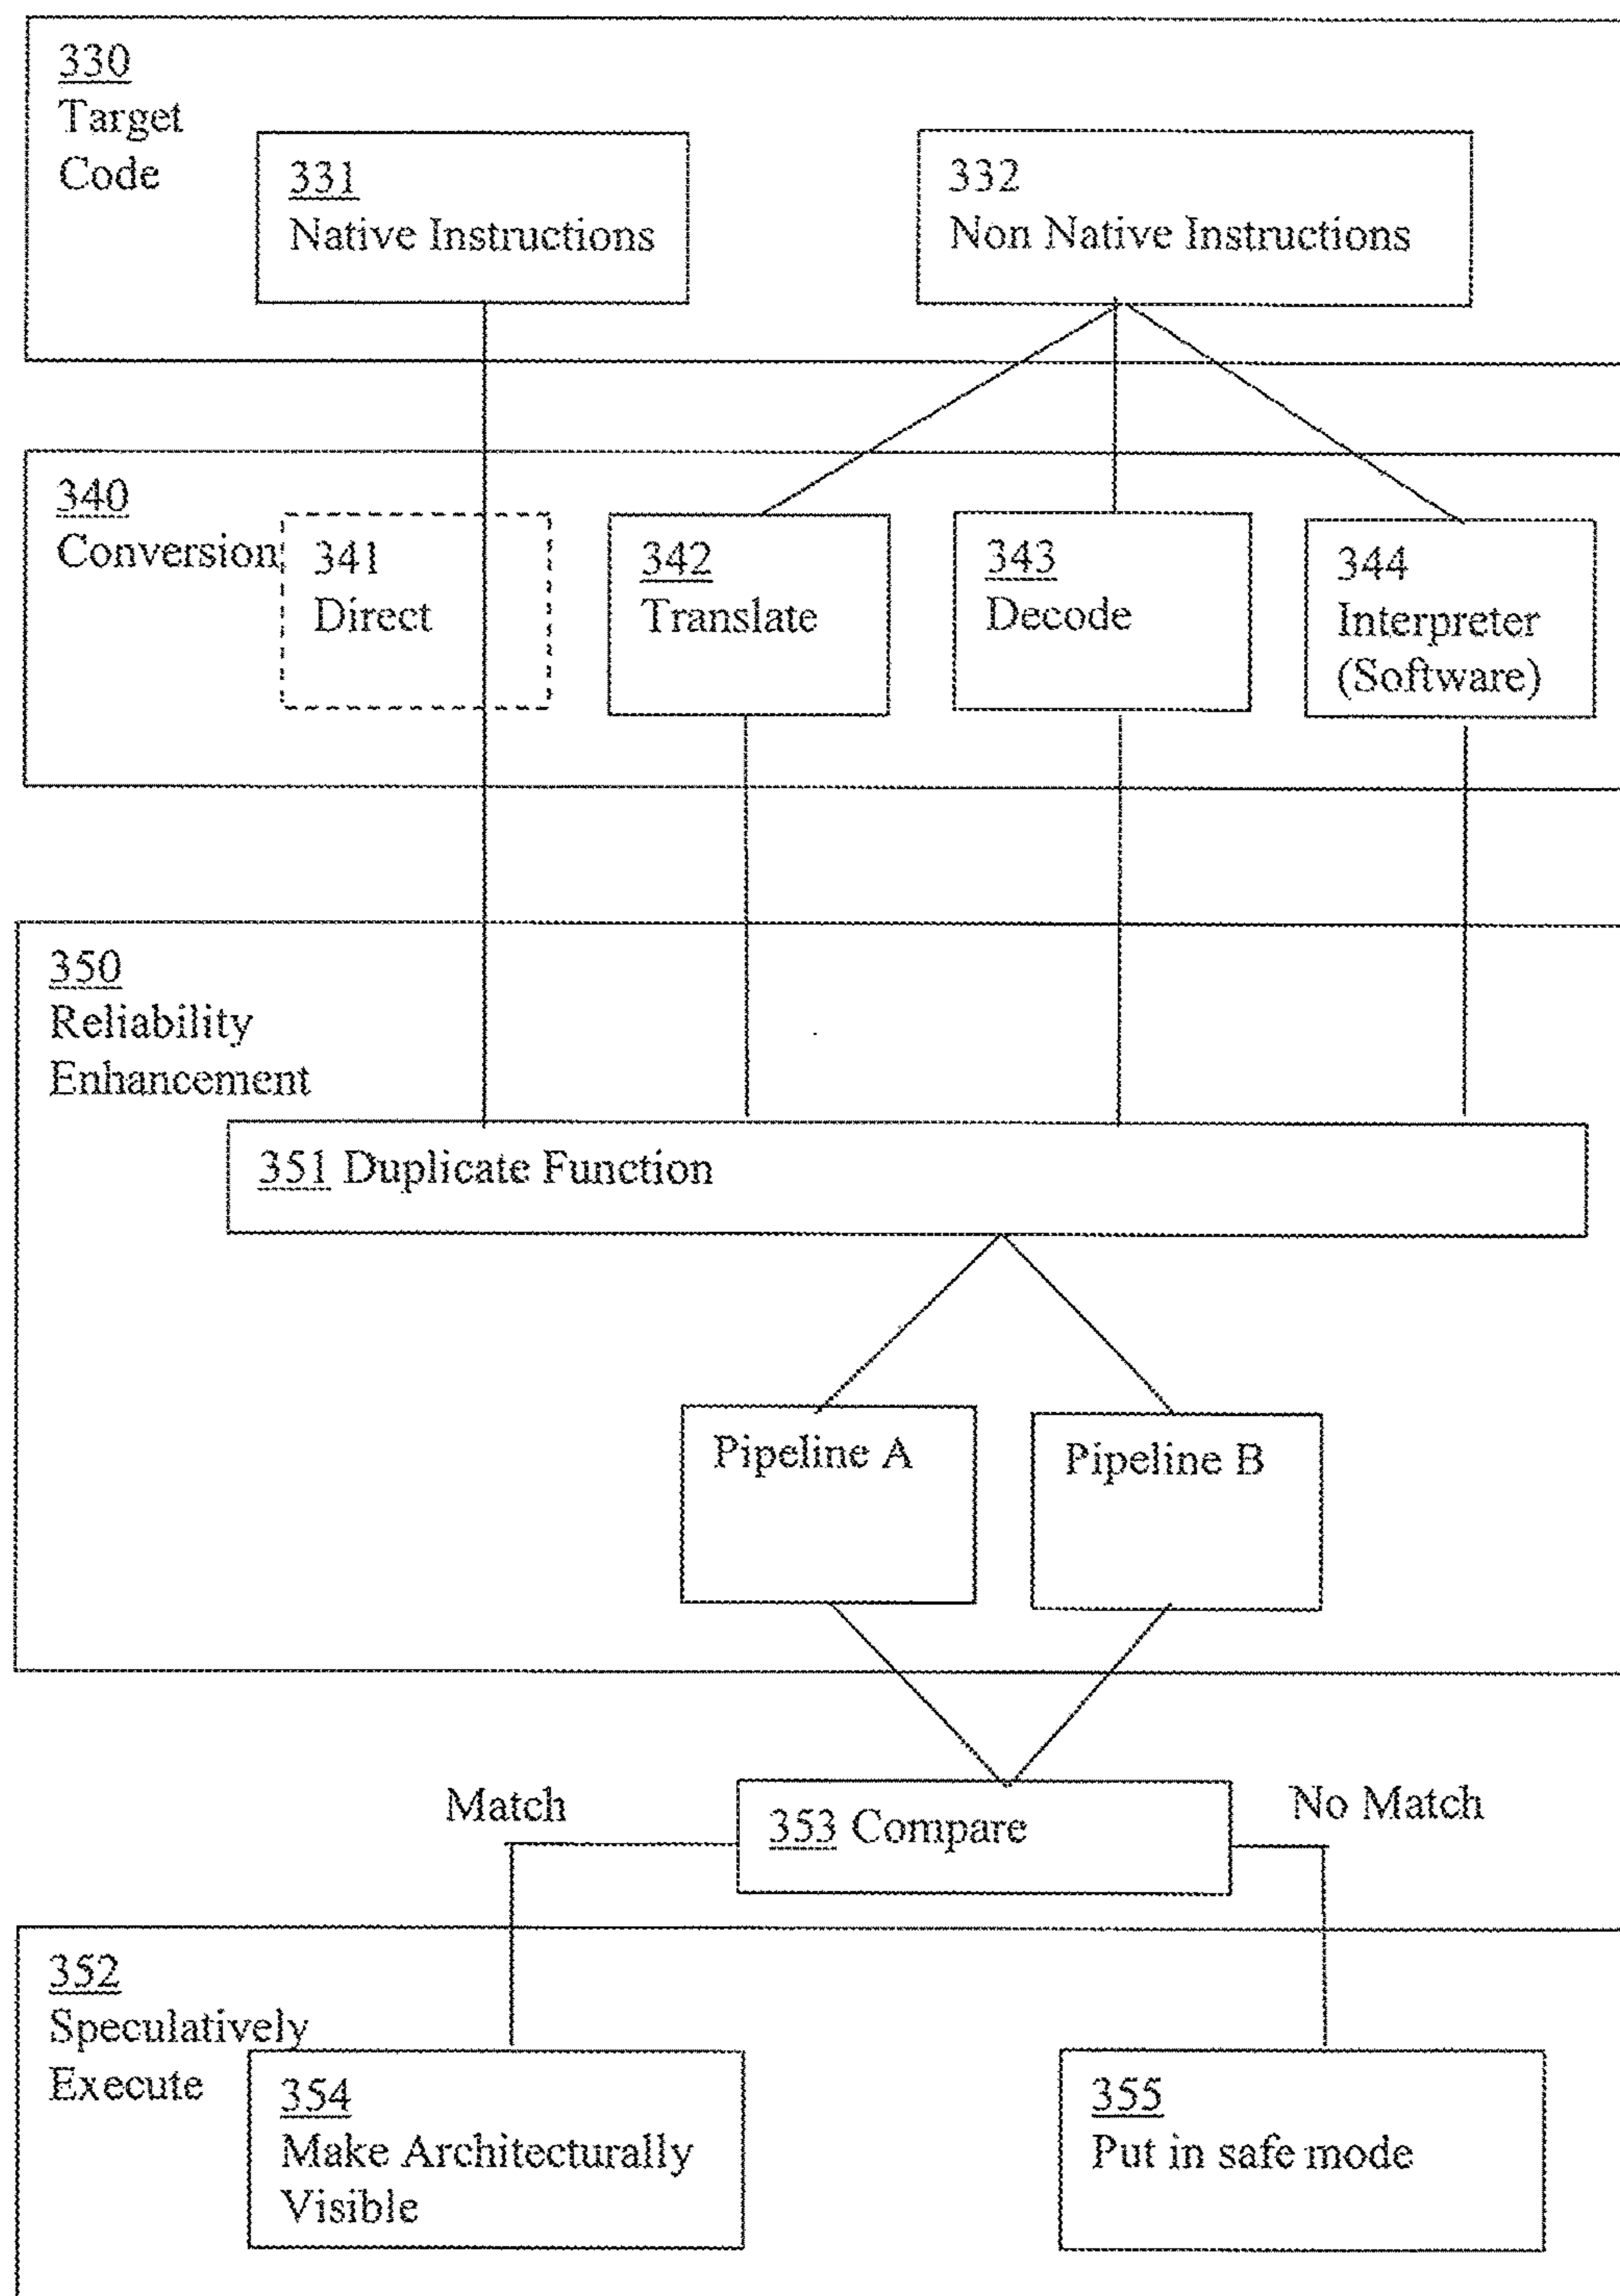 330
Target
Code
331
Native Instructions
332
Non Native Instructions
340
Conversion
341
Direct
342
Translate
343
Decode
344
Interpreter
(Software)
350
Reliability
Enhancement
351 Duplicate Function
Pipeline A
Pipeline B
Match
353 Compare
No Match
352
Speculatively
Execute
354
Make Architecturally
Visible
355
Put in safe mode